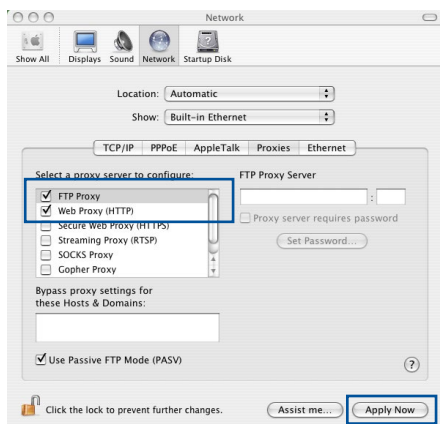 Network
Show All Displays Sound Network Startup Disk
Location: Automatic
Show: Built-in Ethernet
TCP/IP PPPoE AppleTalk Proxies Ethernet
Select a proxy server to configure: FTP Proxy Server
FTP Proxy
:
Web Proxy (HTTP)
Proxy server requires password
Secure Web Proxy (HTTPS)
Streaming Proxy (RTSP) Set Password...
SOCKS Proxy
Gopher Proxy
Bypass proxy settings for
these Hosts & Domains:
Use Passive FTP Mode (PASV)
?
Click the lock to prevent further changes. Assist me... Apply Now